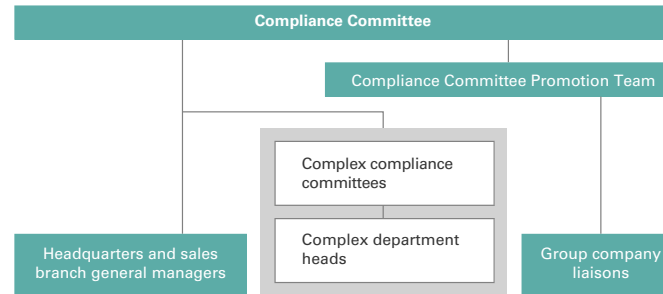 Compliance Committee
Compliance Committee Promotion Team
Complex compliance
committees
Complex department
heads
Headquarters and sales
branch general managers
Group company
liaisons